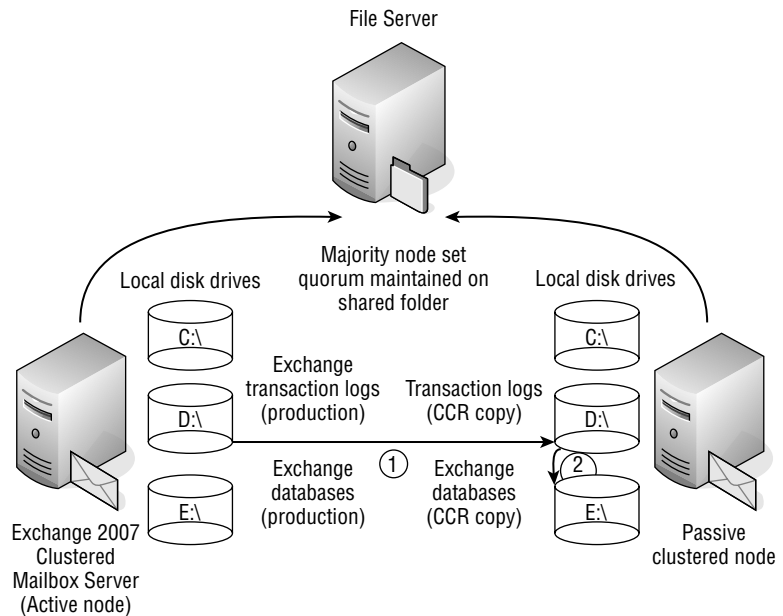 File Server
Majority node set
quorum maintained on
shared folder
Local disk drives
Local disk drives
C:\
C:\
Exchange
transaction logs
(production)
Transaction logs
(CCR copy)
D:\
D:\
1
2
Exchange
databases
(production)
Exchange
databases
(CCR copy)
E:\
E:\
Exchange 2007
Clustered
Mailbox Server
(Active node)
Passive
clustered node